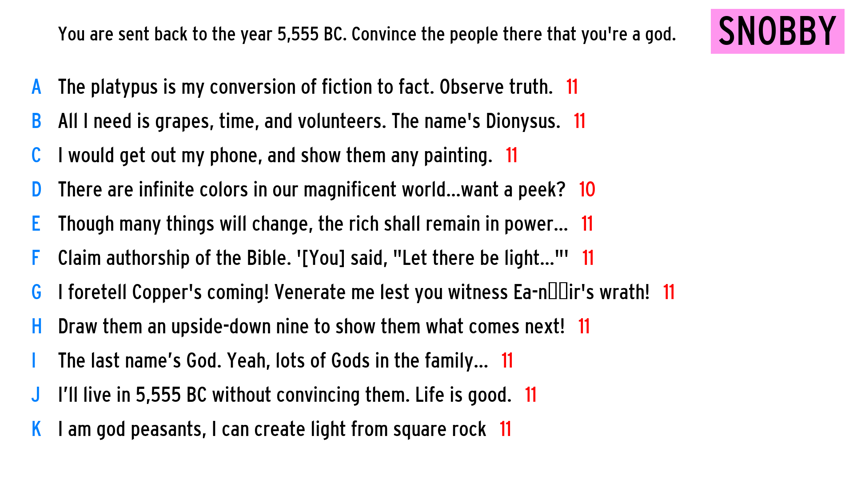 You are sent back to the year 5,555 BC. Convince the people there that you're a god.
SNOBBY
A The platypus is my conversion of fiction to fact. Observe truth. 11
B All I need is grapes, time, and volunteers. The name's Dionysus. 11
C I would get out my phone, and show them any painting. 11
D There are infinite colors in our magnificent world...want a peek? 10
E Though many things will change, the rich shall remain in power... 11
F Claim authorship of the Bible. '[You] said, "Let there be light..."' 11
G I foretell Copper's coming! Venerate me lest you witness Ea-n▯▯ir's wrath! 11
H Draw them an upside-down nine to show them what comes next! 11
I The last name’s God. Yeah, lots of Gods in the family... 11
J I’ll live in 5,555 BC without convincing them. Life is good. 11
K I am god peasants, I can create light from square rock 11